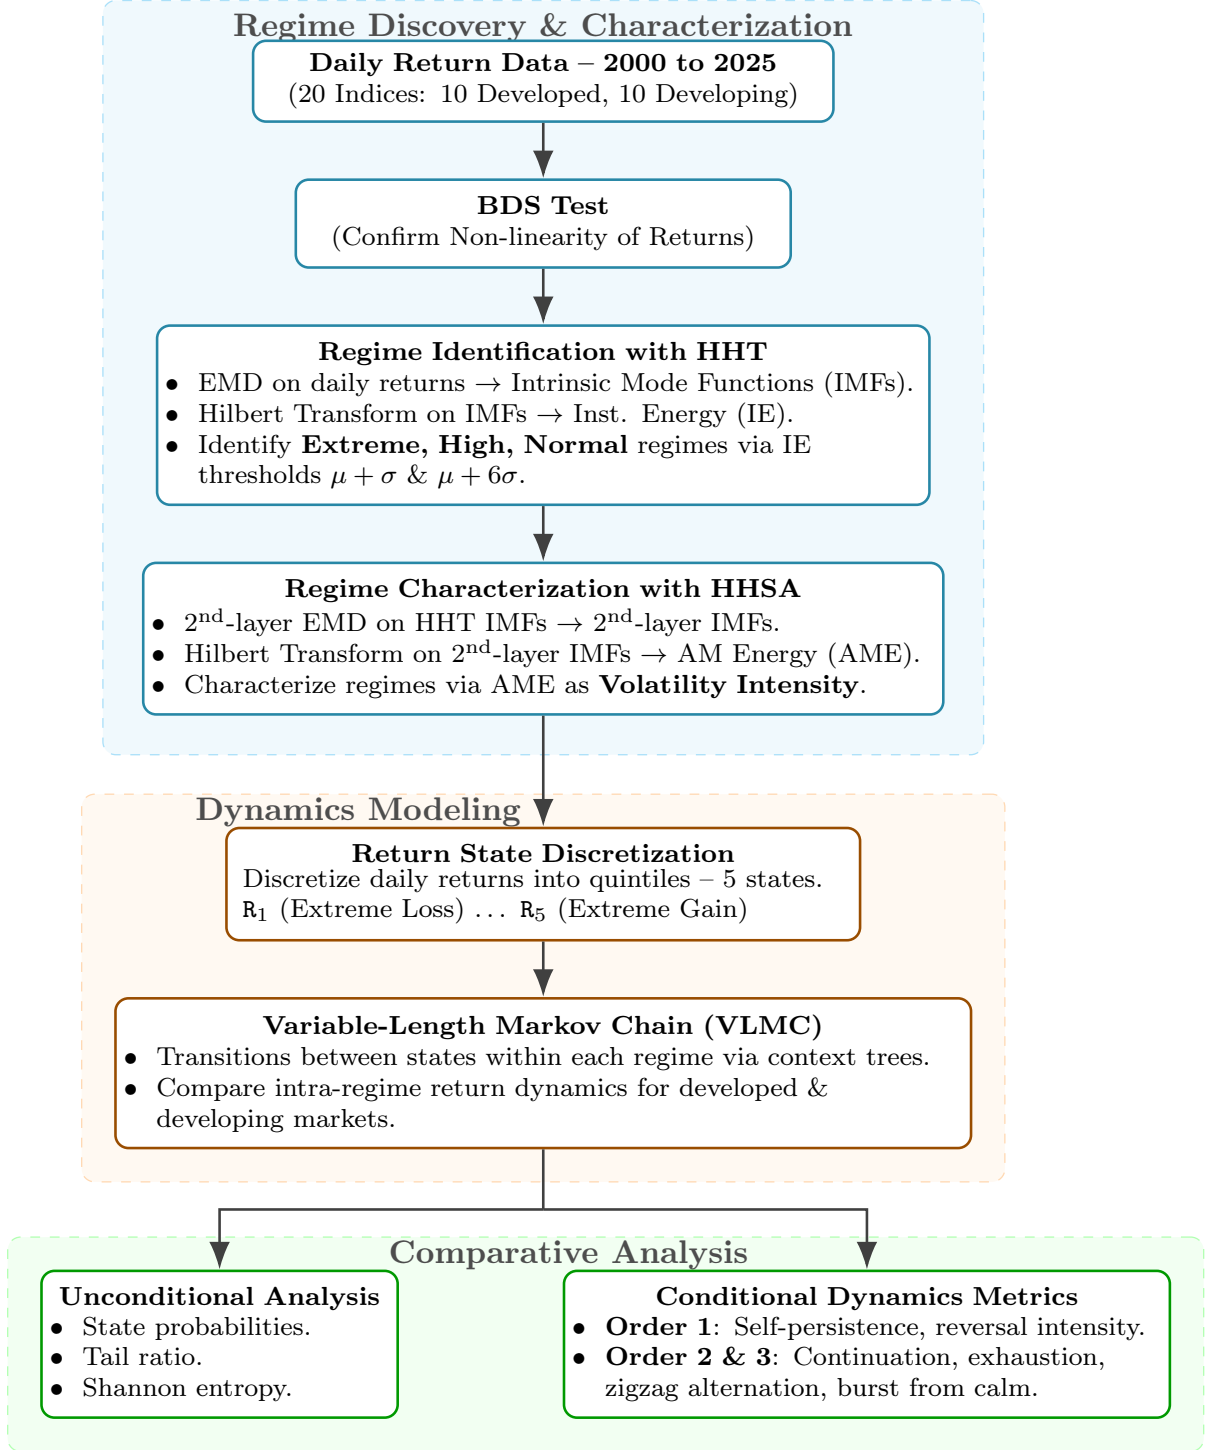 Regime Discovery & Characterization
Daily Return Data – 2000 to 2025
(20 Indices: 10 Developed, 10 Developing)
BDS Test
(Confirm Non-linearity of Returns)
Regime Identification with HHT
• EMD on daily returns → Intrinsic Mode Functions (IMFs).
• Hilbert Transform on IMFs → Inst. Energy (IE).
• Identify Extreme, High, Normal regimes via IE
thresholds μ + σ & μ + 6σ.
Regime Characterization with HHSA
• 2nd-layer EMD on HHT IMFs → 2nd-layer IMFs.
• Hilbert Transform on 2nd-layer IMFs → AM Energy (AME).
• Characterize regimes via AME as Volatility Intensity.
Dynamics Modeling
Return State Discretization
Discretize daily returns into quintiles – 5 states.
R₁ (Extreme Loss) … R₅ (Extreme Gain)
Variable-Length Markov Chain (VLMC)
• Transitions between states within each regime via context trees.
• Compare intra-regime return dynamics for developed &
developing markets.
Comparative Analysis
Unconditional Analysis
• State probabilities.
• Tail ratio.
• Shannon entropy.
Conditional Dynamics Metrics
• Order 1: Self-persistence, reversal intensity.
• Order 2 & 3: Continuation, exhaustion,
zigzag alternation, burst from calm.